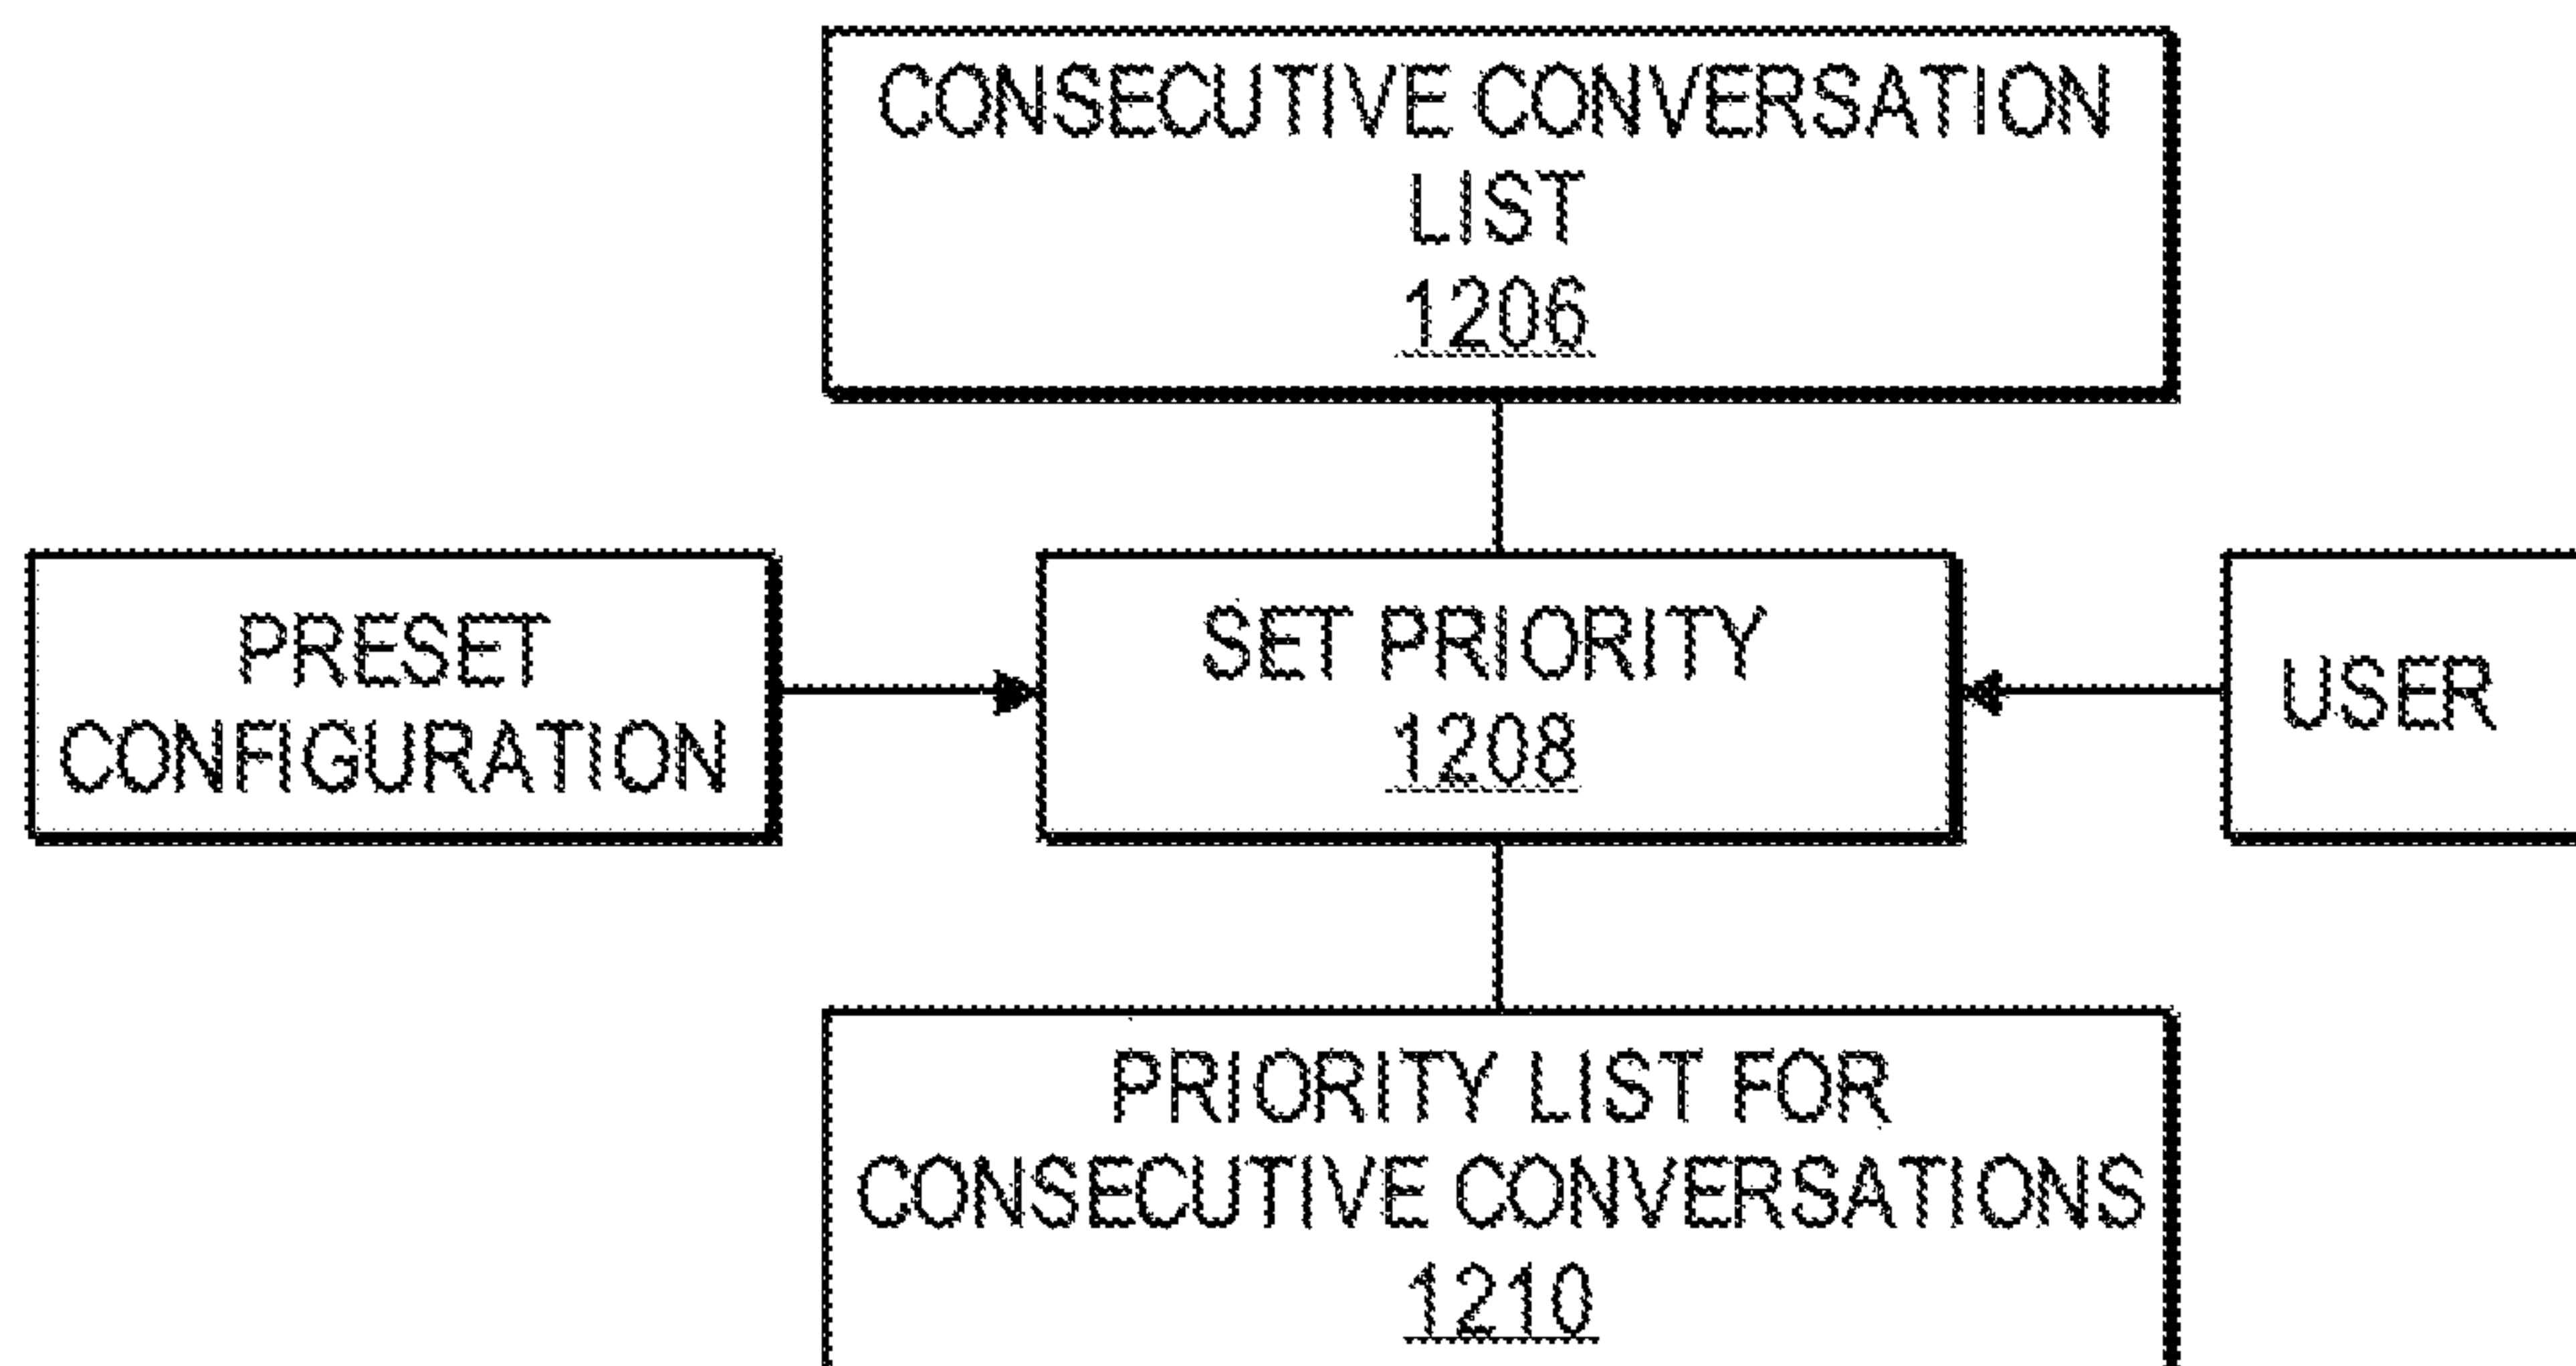 CONSECUTIVE CONVERSATION
LIST
1206
PRESET
CONFIGURATION
SET PRIORITY
1208
USER
PRIORITY LIST FOR
CONSECUTIVE CONVERSATIONS
1210